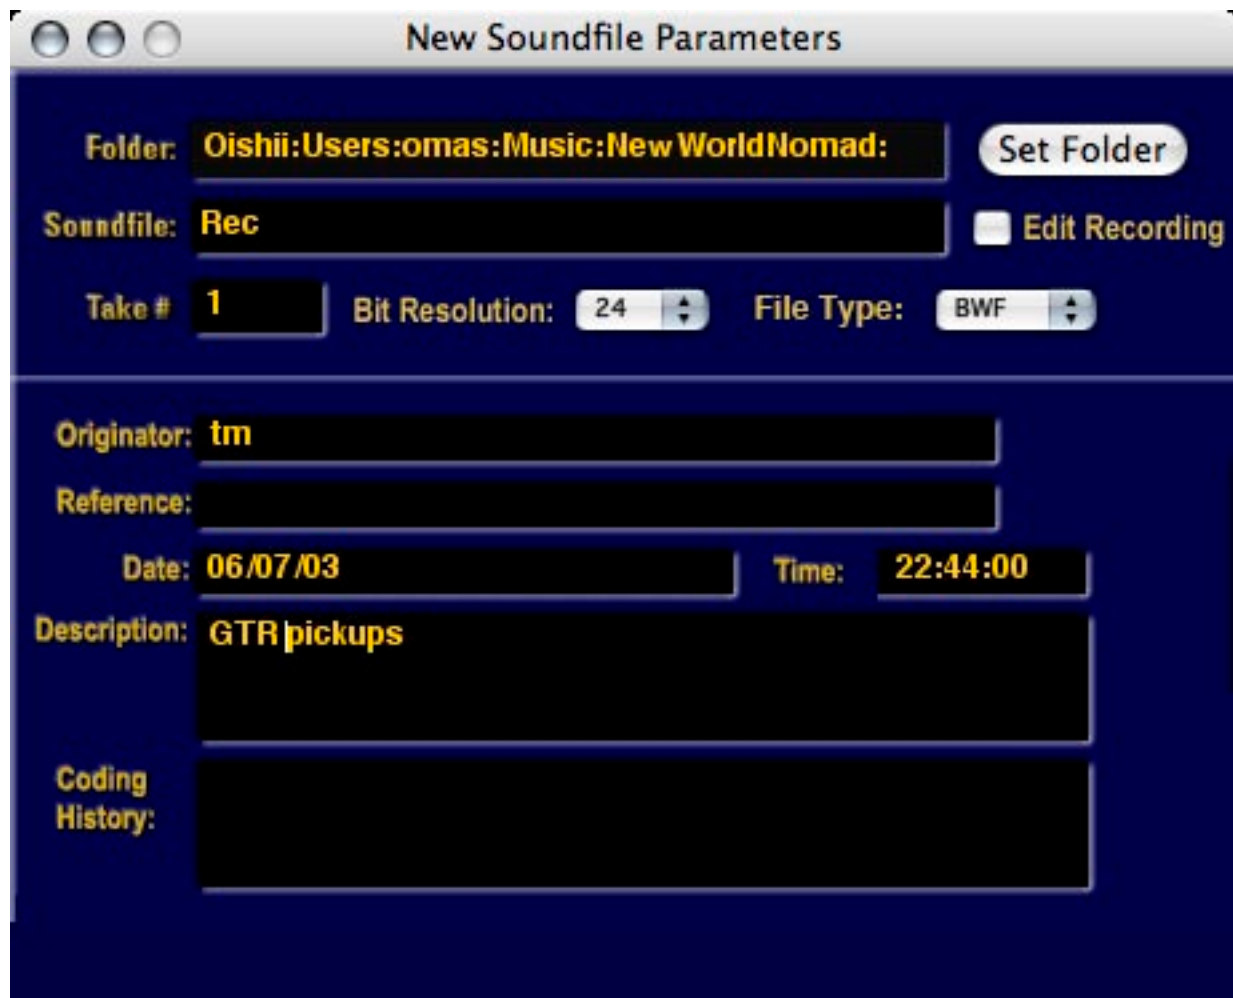 New Soundfile Parameters
Folder: Oishii:Users:omas:Music:New WorldNomad: Set Folder
Soundfile: Rec Edit Recording
Take # 1 Bit Resolution: 24 File Type: BWF
Originator: tm
Reference:
Date: 06/07/03 Time: 22:44:00
Description: GTR pickups
Coding
History: